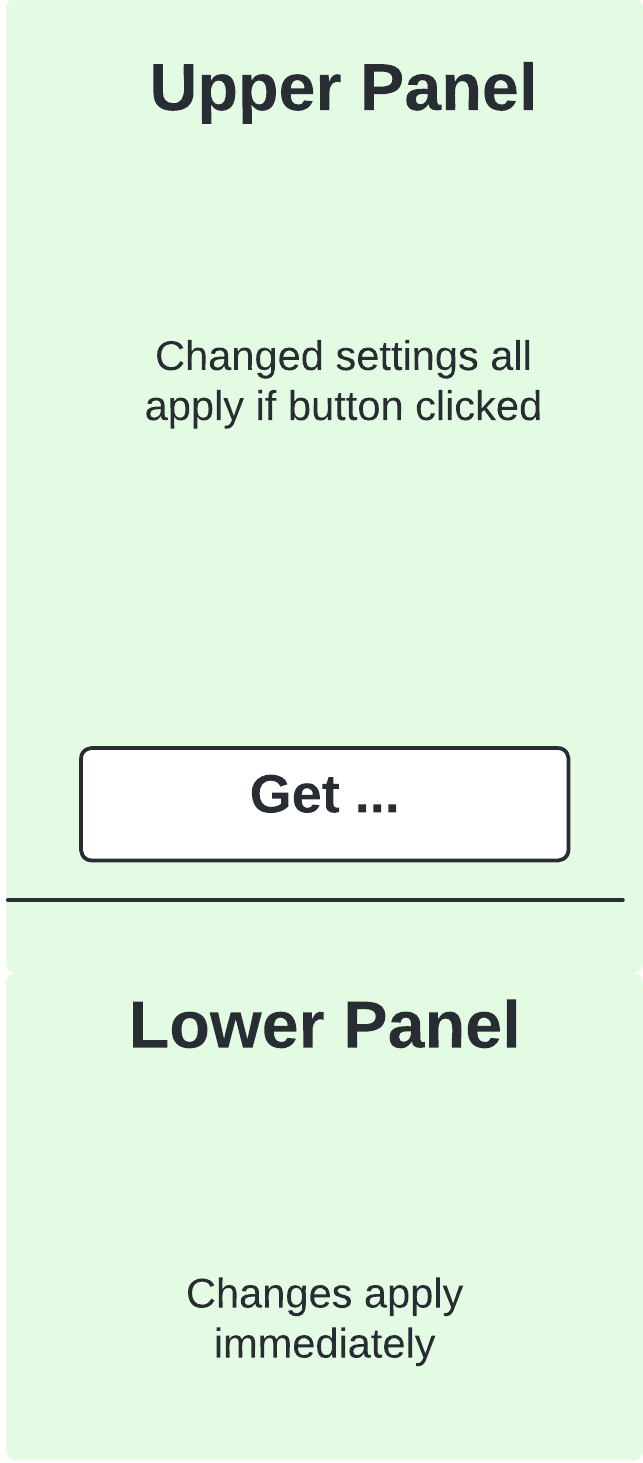 Upper Panel
Changed settings all
apply if button clicked
Get ...
Lower Panel
Changes apply
immediately